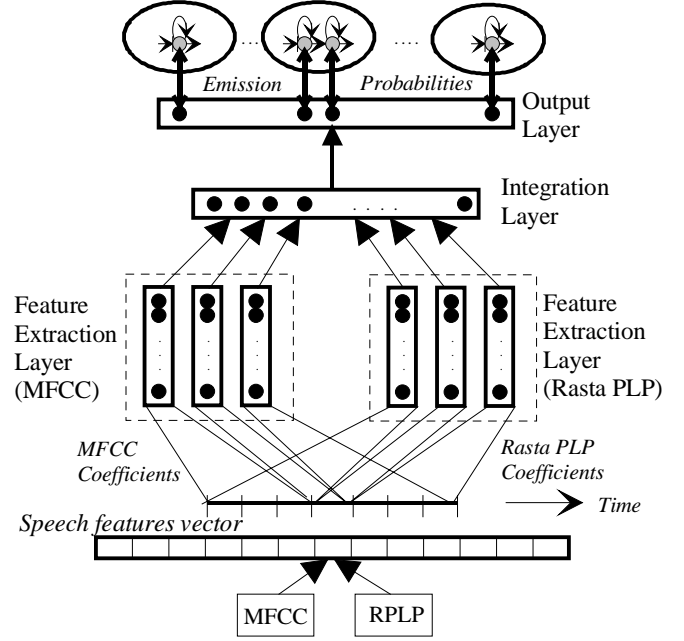 Emission
Probabilities
Output
Layer
Integration
Layer
Feature
Extraction
Layer
(MFCC)
Feature
Extraction
Layer
(Rasta PLP)
MFCC
Coefficients
Rasta PLP
Coefficients
Time
Speech features vector
MFCC
RPLP